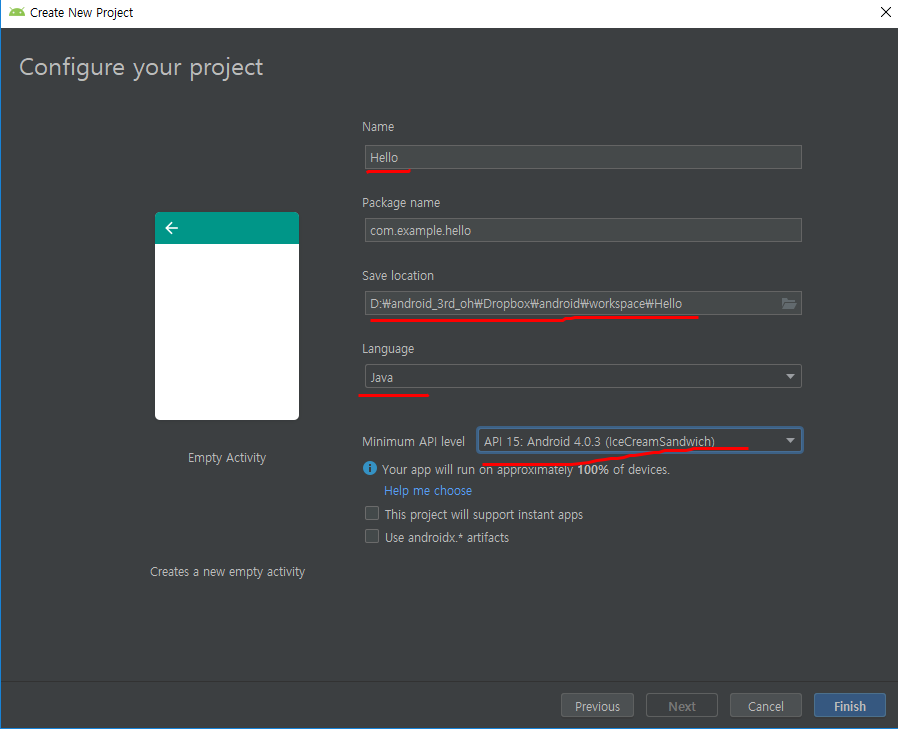 Create New Project
Configure your project
Name
Hello
Package name
com.example.hello
Save location
D:₩android_3rd_oh₩Dropbox₩android₩workspace₩Hello
Language
Java
Minimum API level
API 15: Android 4.0.3 (IceCreamSandwich)
Your app will run on approximately 100% of devices.
Help me choose
This project will support instant apps
Use androidx.* artifacts
Empty Activity
Creates a new empty activity
Previous
Next
Cancel
Finish